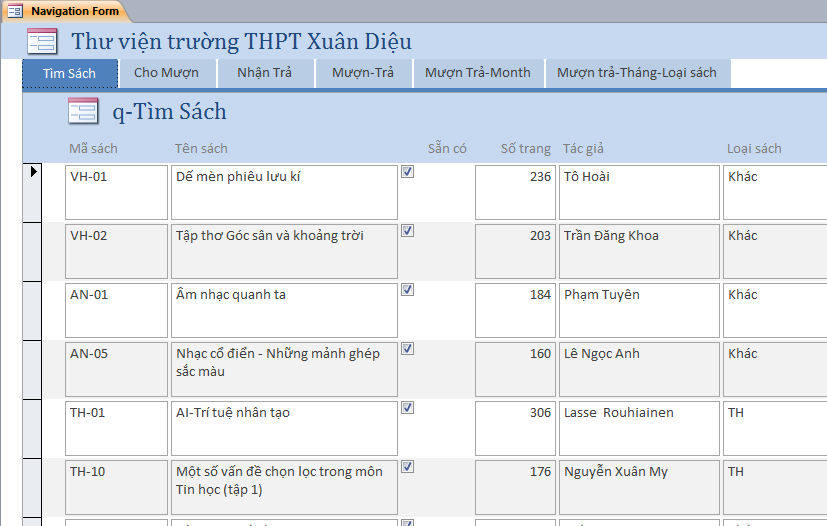 Navigation Form
Thư viện trường THPT Xuân Diệu
Tìm Sách Cho Mượn Nhận Trả Mượn-Trả Mượn Trả-Month Mượn trả-Tháng-Loại sách
q-Tìm Sách
Mã sách Tên sách Sẵn có Số trang Tác giả Loại sách
VH-01 Dế mèn phiêu lưu kí 236 Tô Hoài Khác
VH-02 Tập thơ Góc sân và khoảng trời 203 Trần Đăng Khoa Khác
AN-01 Âm nhạc quanh ta 184 Phạm Tuyên Khác
AN-05 Nhạc cổ điển - Những mảnh ghép 160 Lê Ngọc Anh Khác
sắc màu
TH-01 AI-Trí tuệ nhân tạo 306 Lasse Rouhiainen TH
TH-10 Một số vấn đề chọn lọc trong môn 176 Nguyễn Xuân My TH
Tin học (tập 1)